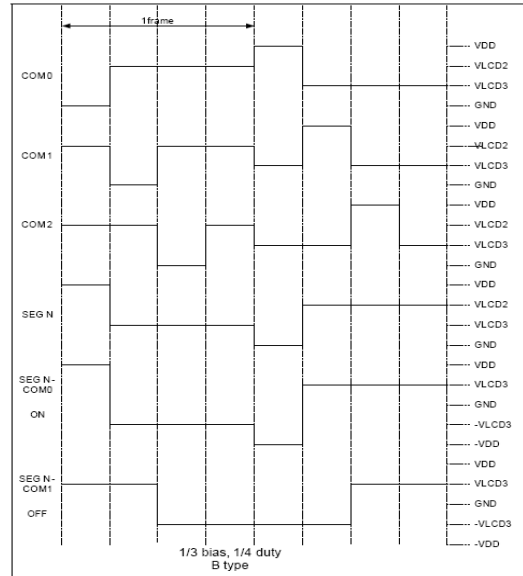 1frame
COM0
VDD
VLCD2
VLCD3
GND
COM1
VDD
VLCD2
VLCD3
GND
COM2
VDD
VLCD2
VLCD3
GND
SEG N
VDD
VLCD2
VLCD3
GND
SEG N-
COM0
ON
VDD
VLCD3
GND
-VLCD3
-VDD
SEG N-
COM1
OFF
VDD
VLCD3
GND
-VLCD3
-VDD
1/3 bias, 1/4 duty
B type